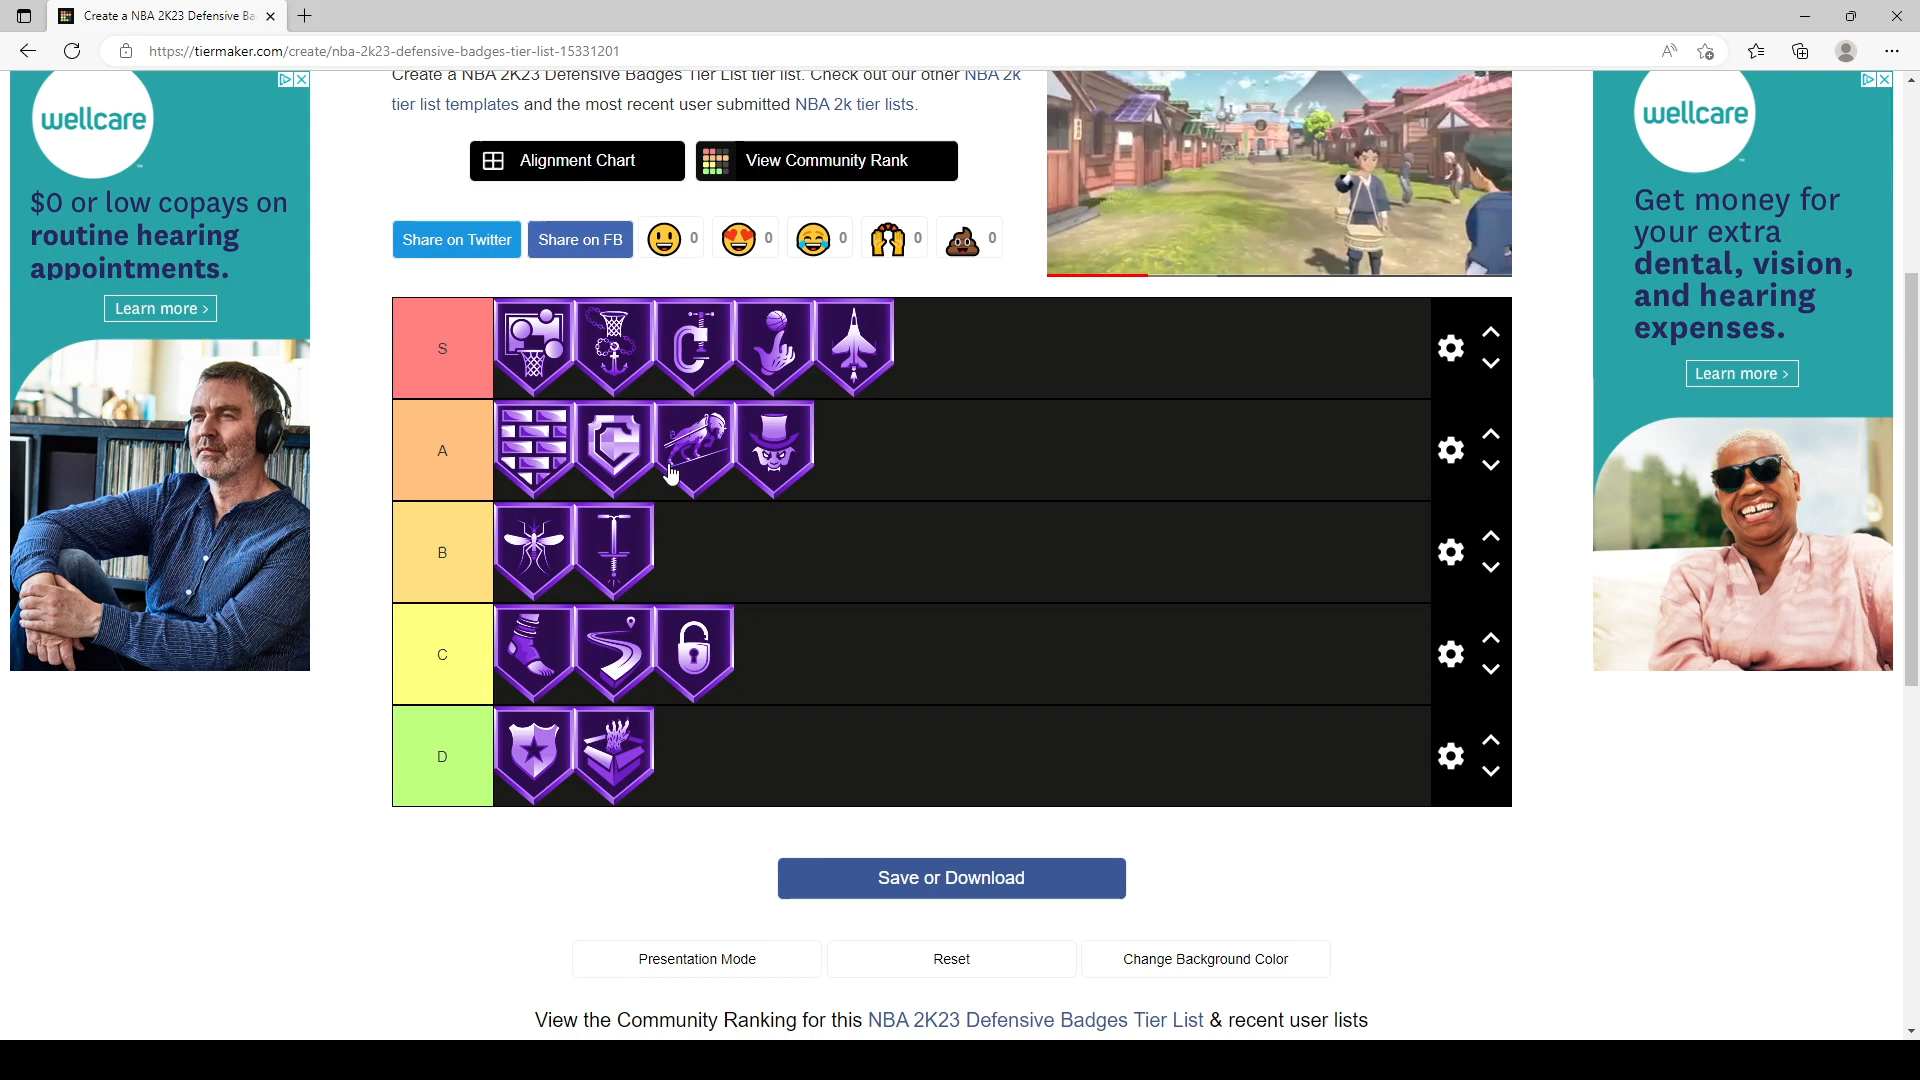 Create a NBA 2K23 Defensive Ba
https://tiermaker.com/create/nba-2k23-defensive-badges-tier-list-15331201
Create a NBA 2K23 Defensive Badges Tier List tier list. Check out our other NBA 2k
tier list templates and the most recent user submitted NBA 2k tier lists.
Alignment Chart
View Community Rank
Share on Twitter
Share on FB
0
0
0
0
0
wellcare
$0 or low copays on
routine hearing
appointments.
Learn more >
S
A
B
C
D
wellcare
Get money for
your extra
dental, vision,
and hearing
expenses.
Learn more >
Save or Download
Presentation Mode
Reset
Change Background Color
View the Community Ranking for this NBA 2K23 Defensive Badges Tier List & recent user lists